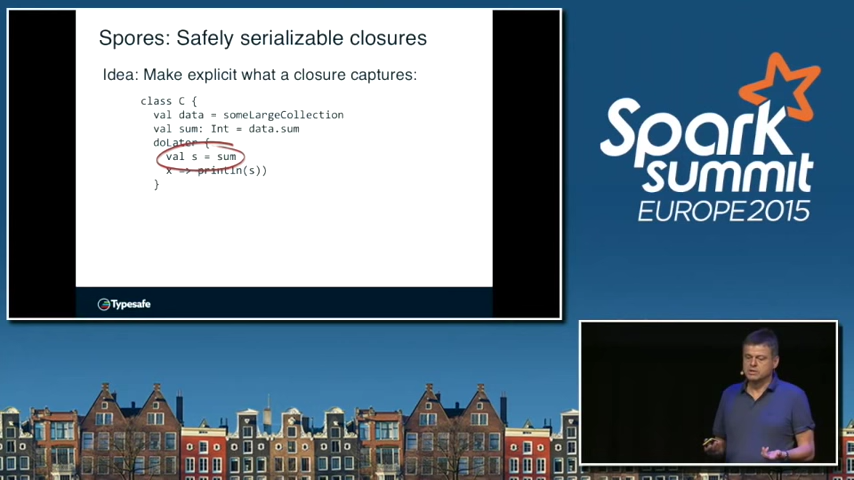 Spores: Safely serializable closures
Idea: Make explicit what a closure captures:
class C {
val data = someLargeCollection
val sum: Int = data.sum
doLater {
val s = sum
x => println(s))
}
Typesafe
Spark
summit
EUROPE 2015